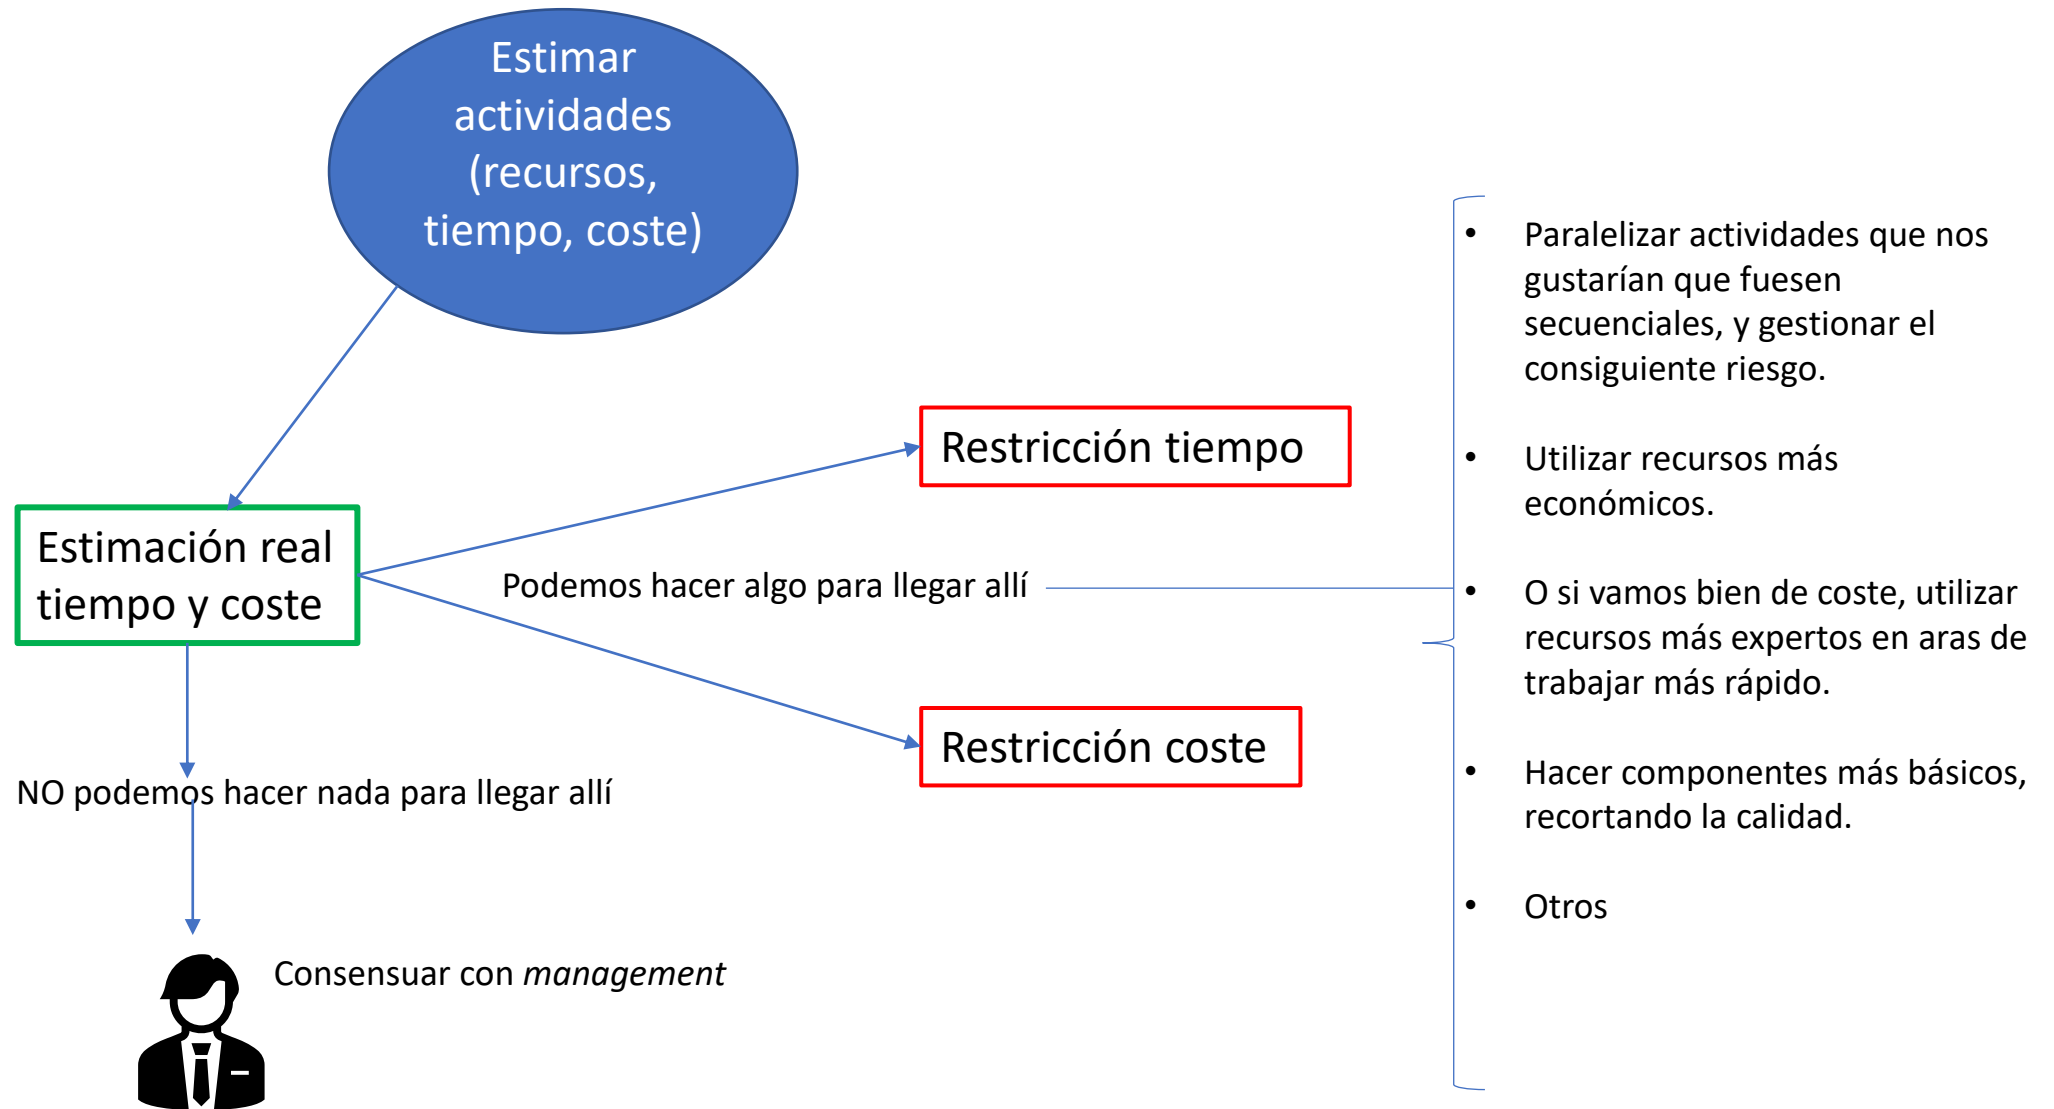 Estimar
actividades
(recursos,
tiempo, coste)
Estimación real
tiempo y coste
Restricción tiempo
Podemos hacer algo para llegar allí
Restricción coste
NO podemos hacer nada para llegar allí
Consensuar con management
• Paralelizar actividades que nos
gustarían que fuesen
secuenciales, y gestionar el
consiguiente riesgo.
• Utilizar recursos más
económicos.
• O si vamos bien de coste, utilizar
recursos más expertos en aras de
trabajar más rápido.
• Hacer componentes más básicos,
recortando la calidad.
• Otros